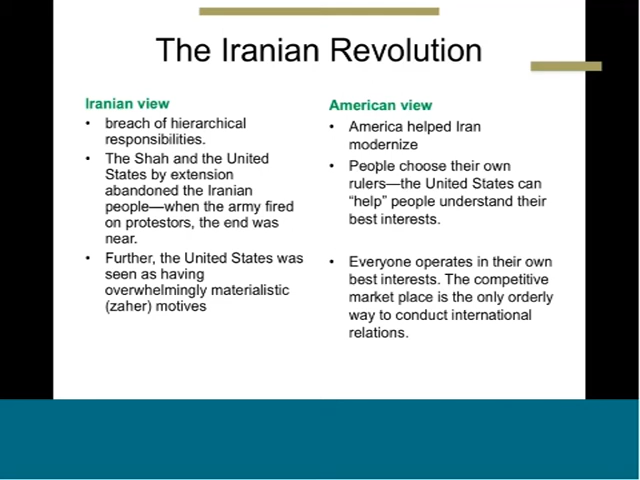 The Iranian Revolution
Iranian view
• breach of hierarchical
responsibilities.
• The Shah and the United
States by extension
abandoned the Iranian
people—when the army fired
on protestors, the end was
near.
• Further, the United States was
seen as having
overwhelmingly materialistic
(zaher) motives
American view
• America helped Iran
modernize
• People choose their own
rulers—the United States can
“help” people understand their
best interests.
• Everyone operates in their own
best interests. The competitive
market place is the only orderly
way to conduct international
relations.